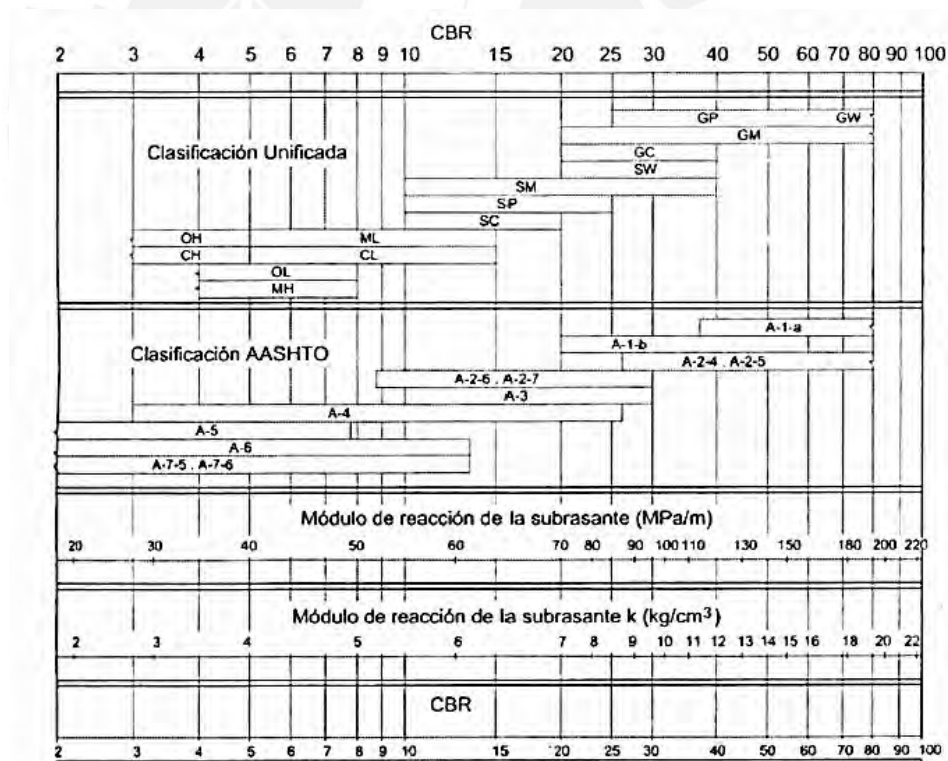 CBR
2 3 4 5 6 7 8 9 10 15 20 25 30 40 50 60 70 80 100
GP GW
GM
Clasificación Unificada
GC
SW
SM
SP
SC
OH ML
CH CL
OL
MH
A-1-a
Clasificación AASHTO
A-1-b
A-2-4 . A-2-5
A-2-6 . A-2-7
A-3
A-4
A-5
A-6
A-7-5 . A-7-6
Módulo de reacción de la subrasante (MPa/m)
20 30 40 50 60 70 80 90 100 110 130 150 180 200 220
Módulo de reacción de la subrasante k (kg/cm³)
2 3 4 5 6 7 8 9 10 11 12 13 14 15 16 18 20 22
CBR
2 3 4 5 6 7 8 9 10 15 20 25 30 40 50 60 70 80 100